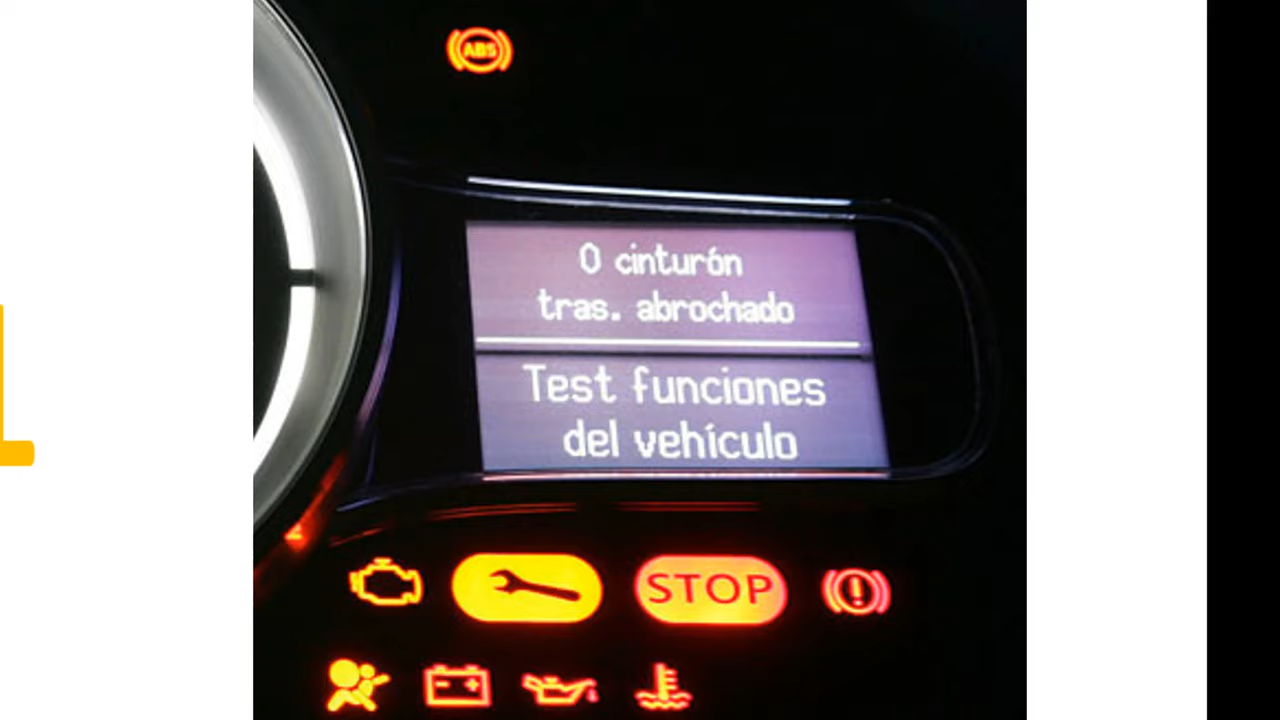 ABS
0 cinturón
tras. abrochado
Test funciones
del vehículo
STOP